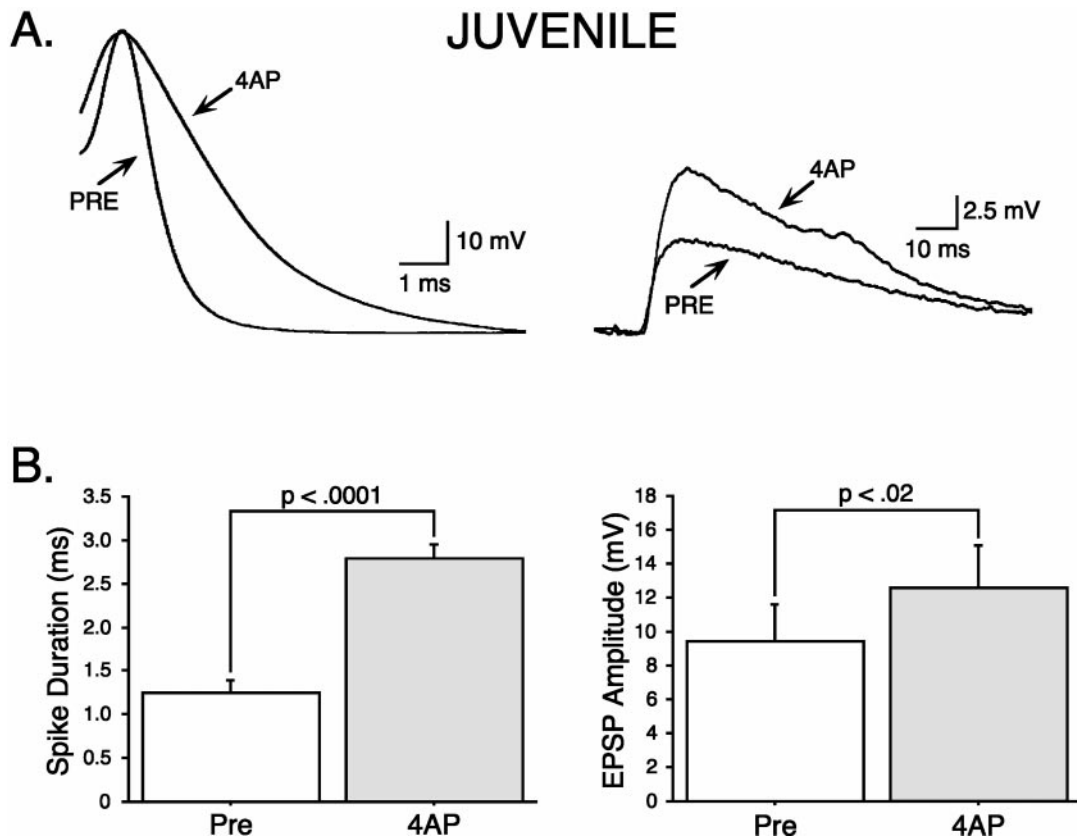 A.
JUVENILE
4AP
PRE
10 mV
1 ms
4AP
2.5 mV
10 ms
PRE
B.
p < .0001
3.5
3.0
2.5
2.0
1.5
1.0
0.5
0
Spike Duration (ms)
Pre
4AP
p < .02
18
16
14
12
10
8
6
4
2
0
EPSP Amplitude (mV)
Pre
4AP